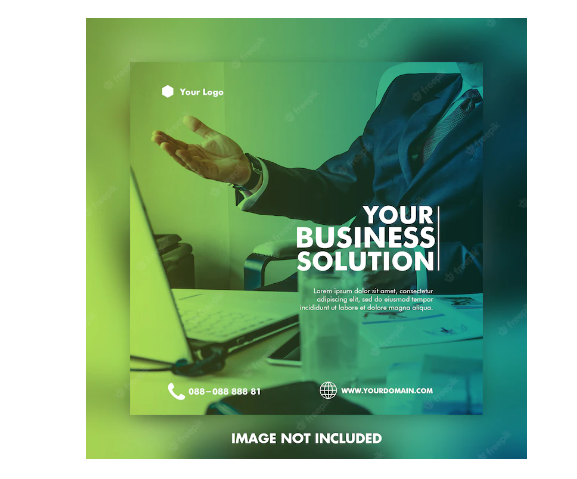 Your Logo
YOUR
BUSINESS
SOLUTION
Lorem ipsum dolor sit amet, consectetur
adipiscing elit, sed do eiusmod tempor
incididunt ut labore et dolore magna aliqua.
088-088 888 81
WWW.YOURDOMAIN.COM
IMAGE NOT INCLUDED